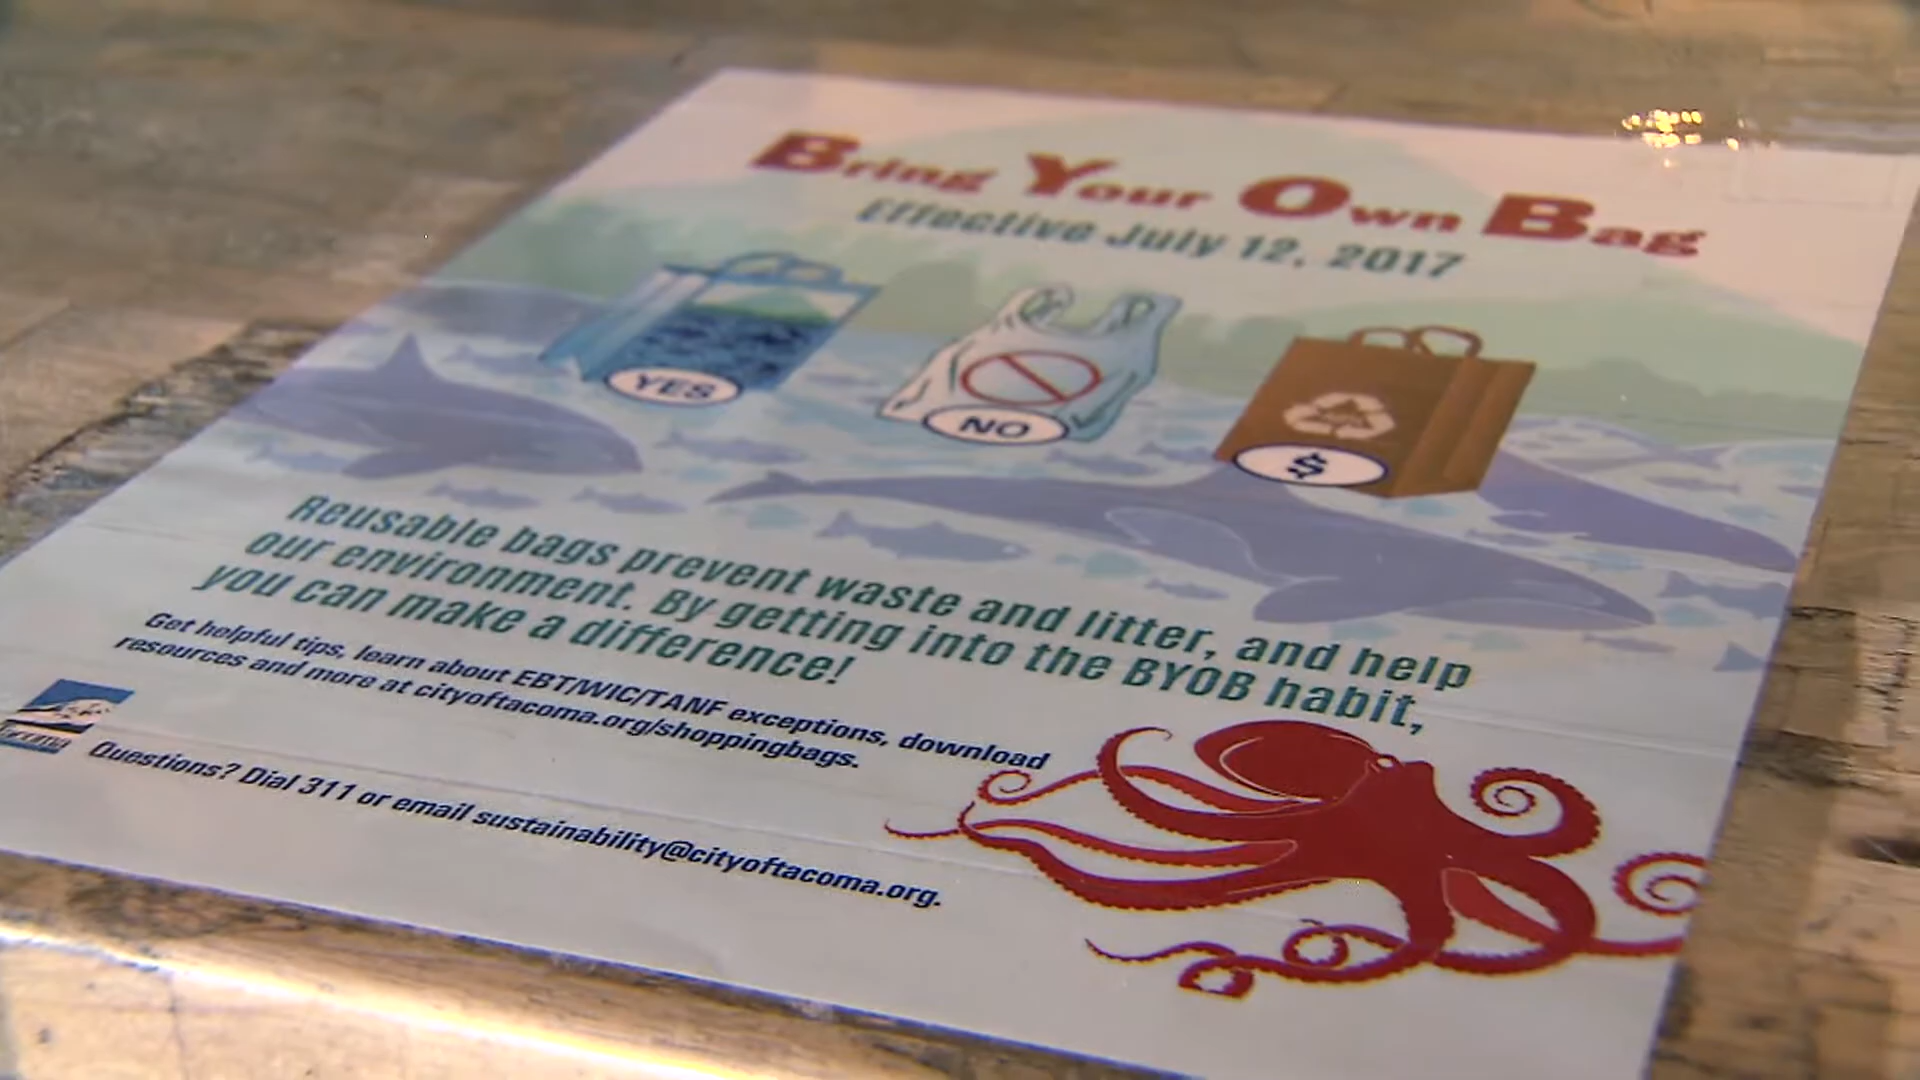 Bring Your Own Bag
Effective July 12, 2017
YES
NO
$
Reusable bags prevent waste and litter, and help
our environment. By getting into the BYOB habit,
you can make a difference!
Get helpful tips, learn about EBT/WIC/TANF exceptions, download
resources and more at cityoftacoma.org/shoppingbags.
Tacoma
Questions? Dial 311 or email sustainability@cityoftacoma.org.